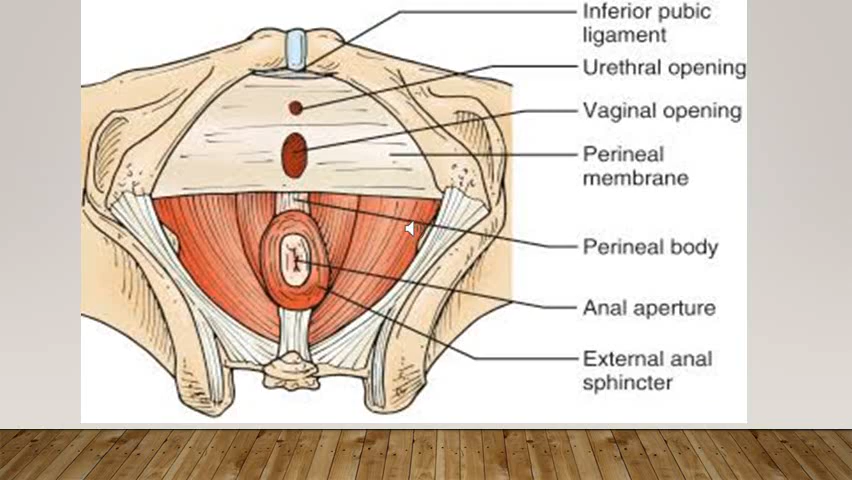 Inferior pubic
ligament
Urethral opening
Vaginal opening
Perineal
membrane
Perineal body
Anal aperture
External anal
sphincter